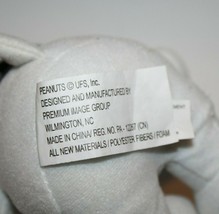 PEANUTS © UFS, Inc.
DESIGNED AND MANUFACTURED BY
PREMIUM IMAGE GROUP
WILMINGTON, NC
MADE IN CHINA/ REG. NO. PA - 12267 (CN)
ALL NEW MATERIALS / POLYESTER FIBERS / FOAM